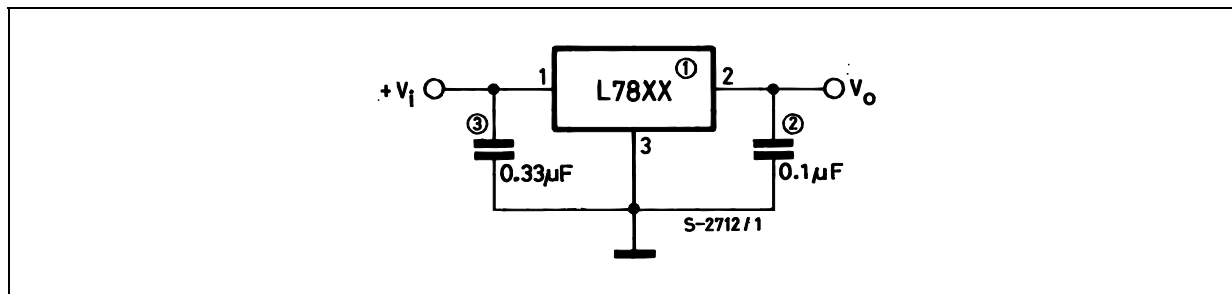 +Vi
1
L78XX
①
2
Vo
③
3
②
0.33µF
0.1µF
S-2712/1